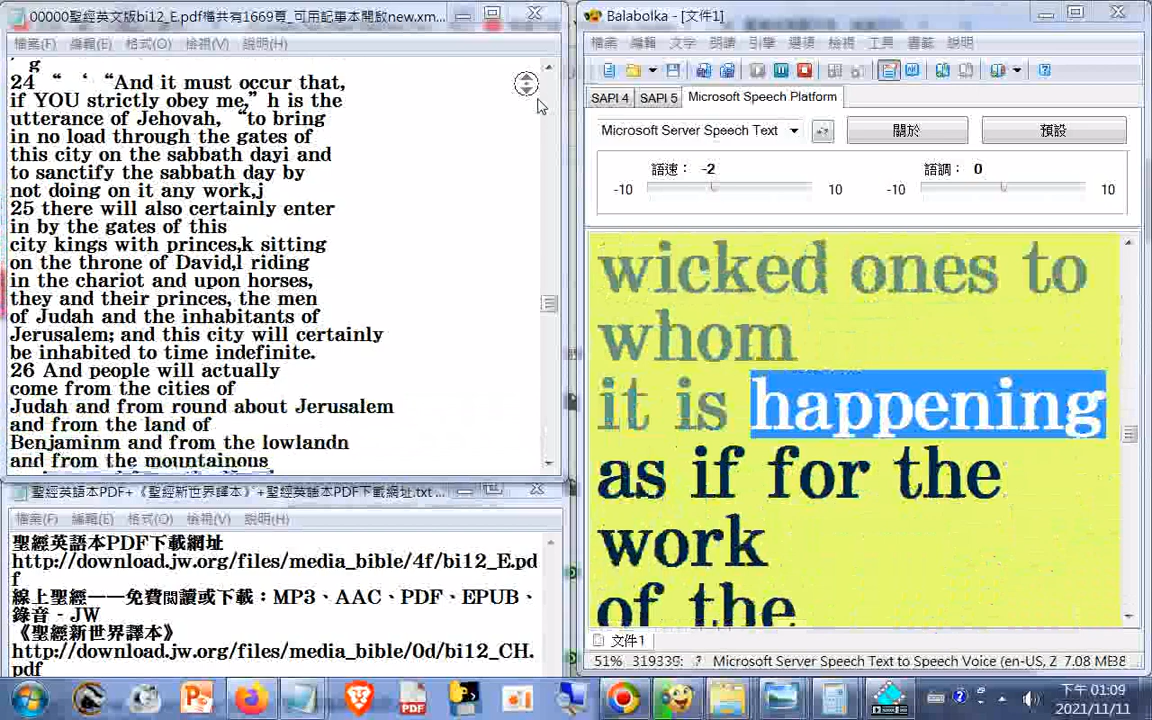 00000聖經英文版bi12_E.pdf檔共有1669頁_可用記事本開啟new.xm...
檔案(F) 編輯(E) 格式(O) 檢視(V) 說明(H)
g
24 “ ‘ “And it must occur that,
if YOU strictly obey me,” h is the
utterance of Jehovah, “to bring
in no load through the gates of
this city on the sabbath dayi and
to sanctify the sabbath day by
not doing on it any work,j
25 there will also certainly enter
in by the gates of this
city kings with princes,k sitting
on the throne of David,l riding
in the chariot and upon horses,
they and their princes, the men
of Judah and the inhabitants of
Jerusalem; and this city will certainly
be inhabited to time indefinite.
26 And people will actually
come from the cities of
Judah and from round about Jerusalem
and from the land of
Benjaminm and from the lowlandn
and from the mountainous
聖經英語本PDF+《聖經新世界譯本》+聖經英語本PDF下載網址.txt ...
檔案(F) 編輯(E) 格式(O) 檢視(V) 說明(H)
聖經英語本PDF下載網址
http://download.jw.org/files/media_bible/4f/bi12_E.pd
f
線上聖經——免費閱讀或下載：MP3、AAC、PDF、EPUB、
錄音 - JW
《聖經新世界譯本》
http://download.jw.org/files/media_bible/0d/bi12_CH.
pdf
Balabolka - [文件1]
檔案 編輯 文字 朗讀 引擎 選項 檢視 工具 書籤 說明
SAPI 4 SAPI 5 Microsoft Speech Platform
Microsoft Server Speech Text 關於 預設
語速： -2 語調： 0
-10 10 -10 10
wicked ones to
whom
it is happening
as if for the
work
of the
文件1
51% Microsoft Server Speech Text to Speech Voice (en-US, Z 7.08 MB
PDF
下午 01:09
2021/11/11